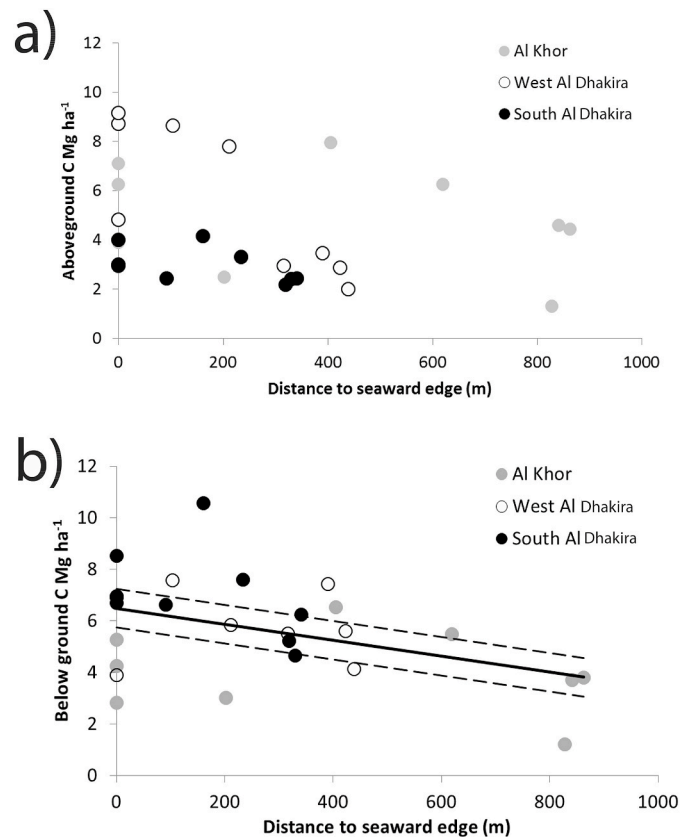 a)
12
10
8
6
4
2
0
Aboveground C Mg ha⁻¹
Al Khor
West Al Dhakira
South Al Dhakira
0 200 400 600 800 1000
Distance to seaward edge (m)
b)
12
10
8
6
4
2
0
Below ground C Mg ha⁻¹
Al Khor
West Al Dhakira
South Al Dhakira
0 200 400 600 800 1000
Distance to seaward edge (m)